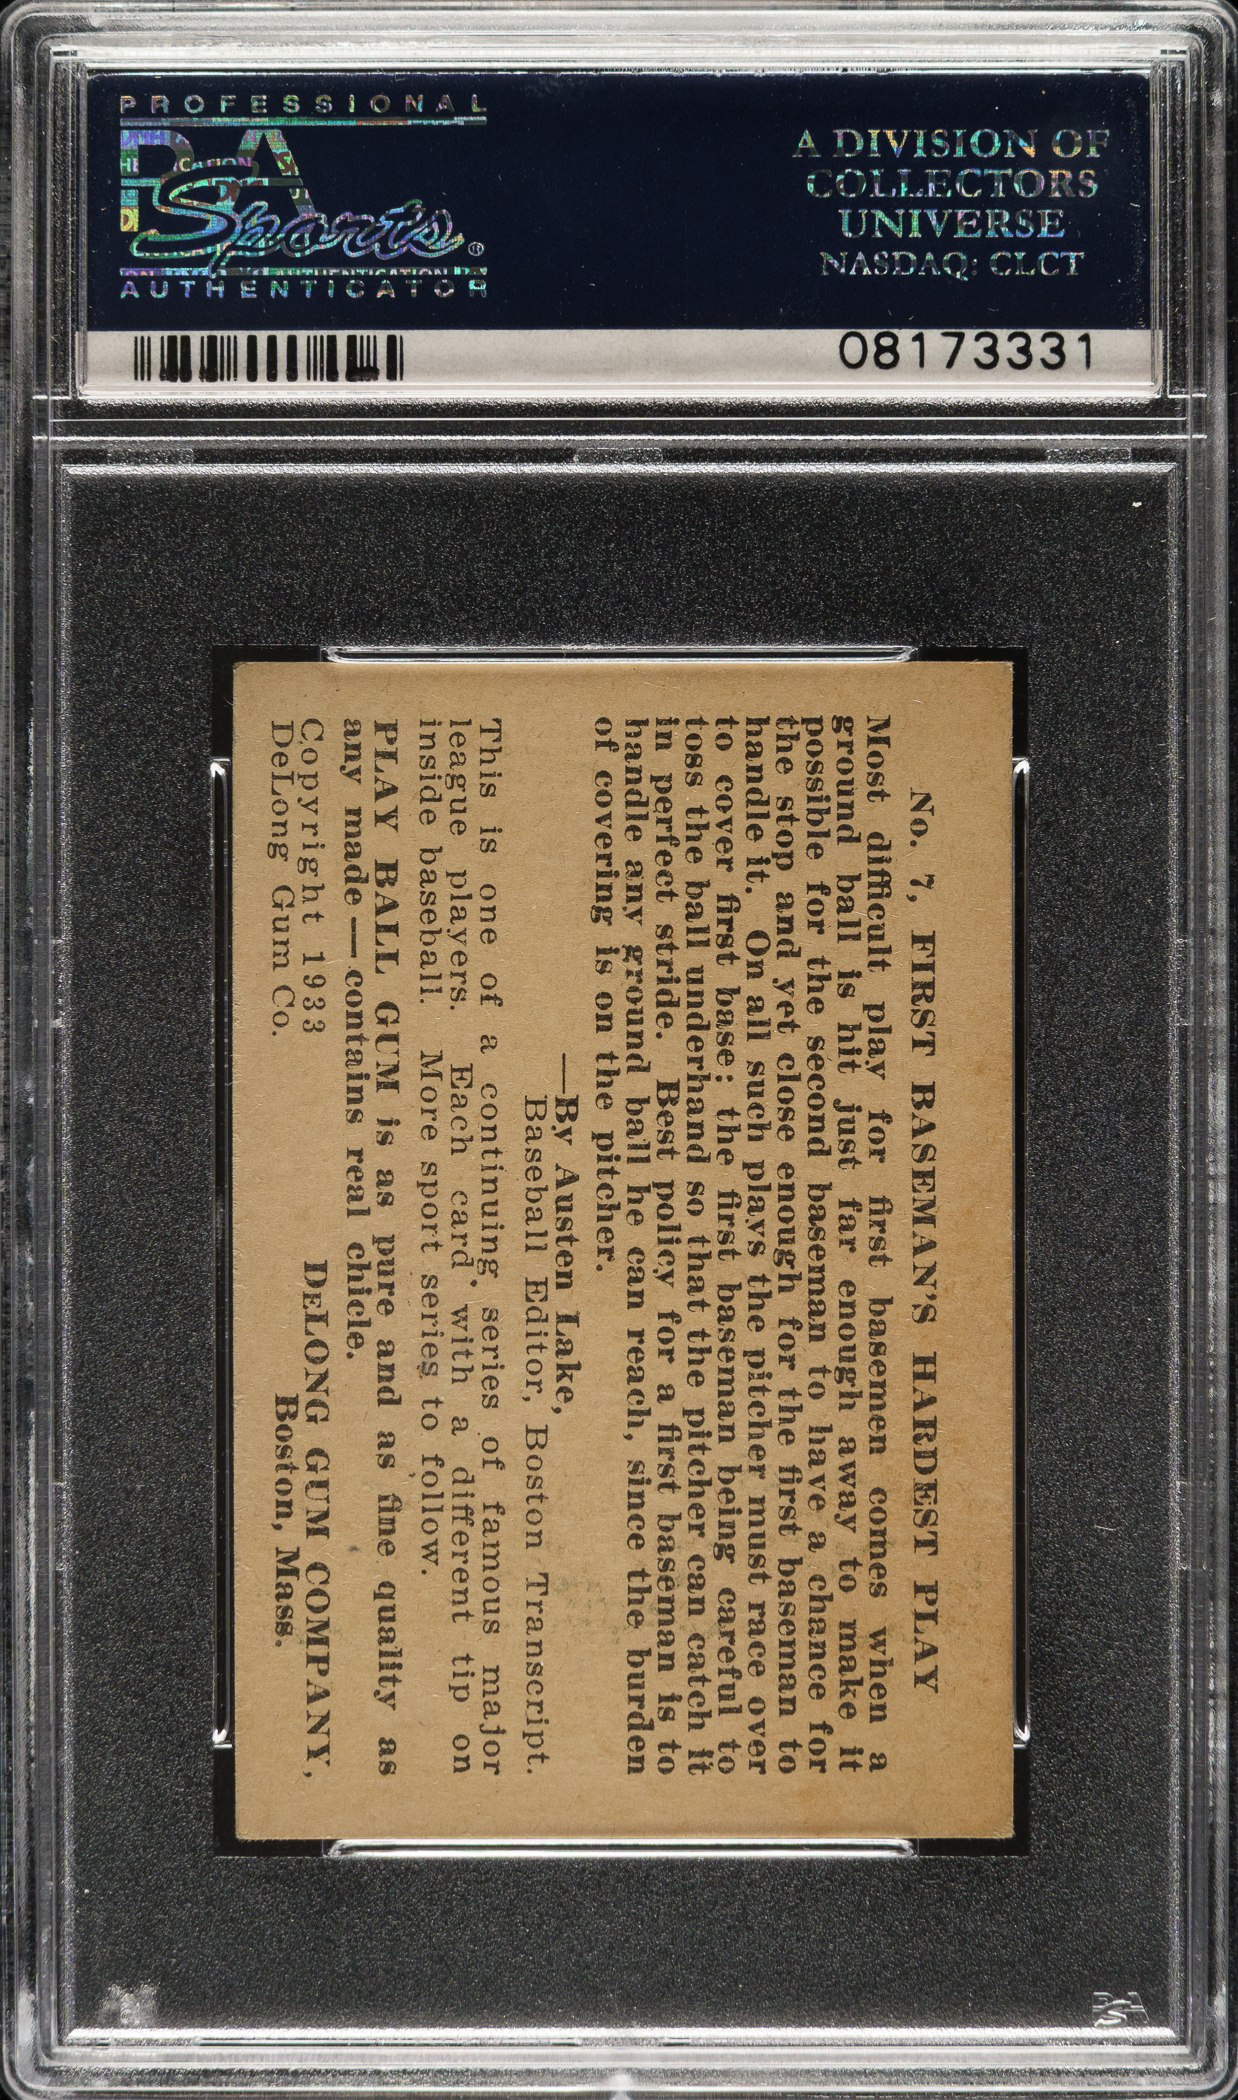 PROFESSIONAL
PSA
Sports®
AUTHENTICATOR
A DIVISION OF
COLLECTORS
UNIVERSE
NASDAQ: CLCT
08173331
No. 7, FIRST BASEMAN'S HARDEST PLAY
Most difficult play for first basemen comes when a
ground ball is hit just far enough away to make it
possible for the second baseman to have a chance for
the stop and yet close enough for the first baseman to
handle it. On all such plays the pitcher must race over
to cover first base; the first baseman being careful to
toss the ball underhand so that the pitcher can catch it
in perfect stride. Best policy for a first baseman is to
handle any ground ball he can reach, since the burden
of covering is on the pitcher.
—By Austen Lake,
Baseball Editor, Boston Transcript.
This is one of a continuing series of famous major
league players. Each card with a different tip on
inside baseball. More sport series to follow.
PLAY BALL GUM is as pure and as fine quality as
any made—contains real chicle.
DeLONG GUM COMPANY,
Boston, Mass.
Copyright 1933
DeLong Gum Co.
PSA